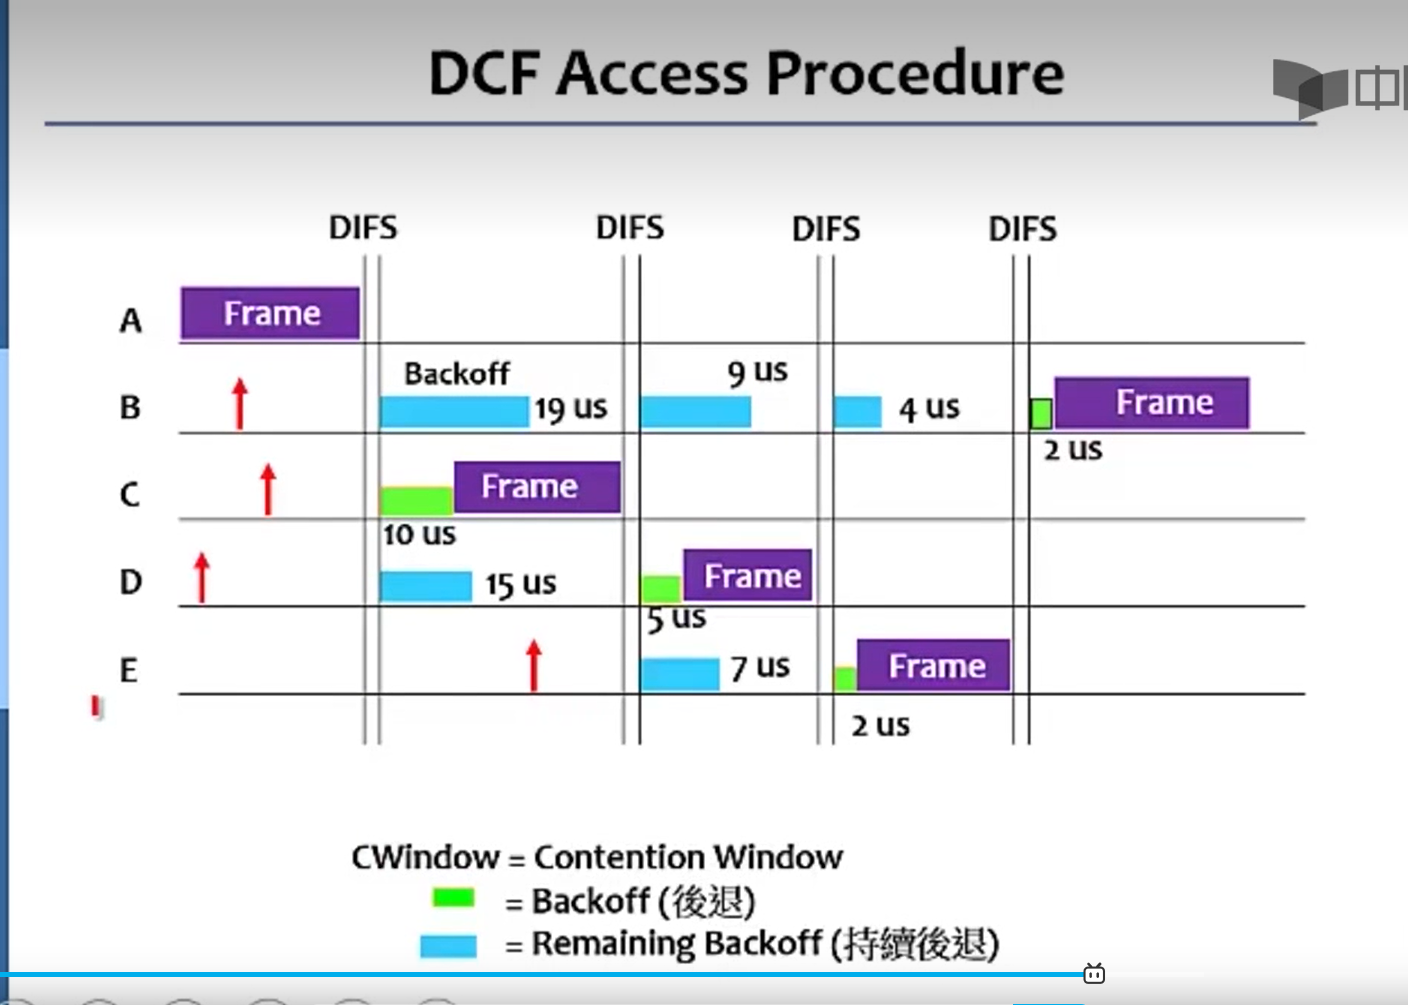 DCF Access Procedure
中
DIFS DIFS DIFS DIFS
A Frame
Backoff 9 us
B 19 us 4 us Frame
2 us
C Frame
10 us
D 15 us Frame
5 us
E 7 us Frame
2 us
CWindow = Contention Window
= Backoff (後退)
= Remaining Backoff (持續後退)